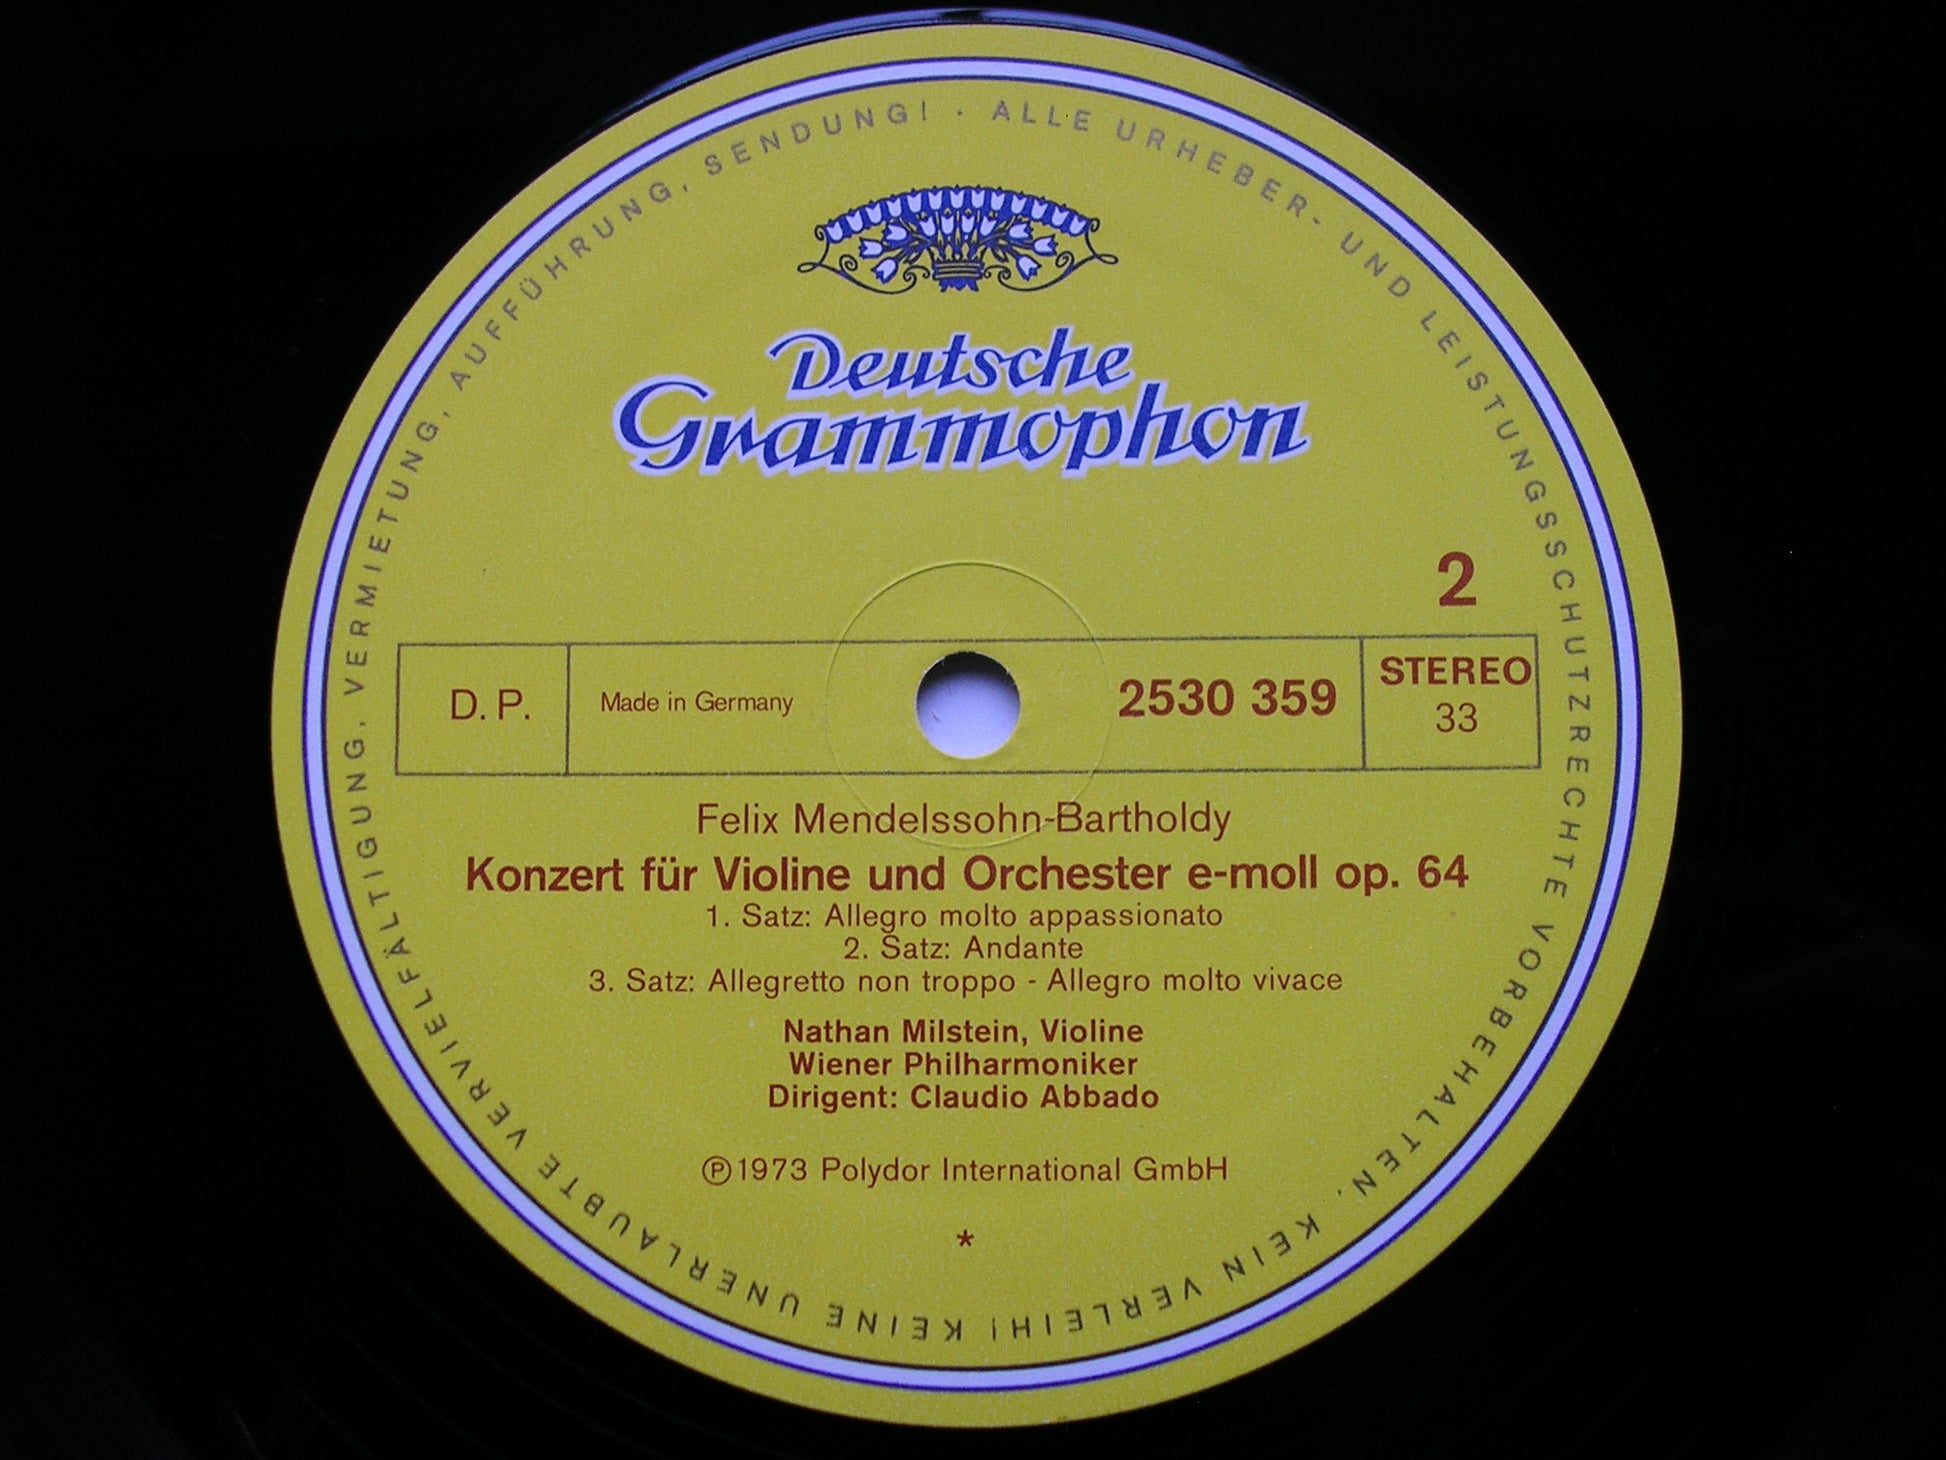 Deutsche
Grammophon
2
D. P.
Made in Germany
2530 359
STEREO
33
Felix Mendelssohn-Bartholdy
Konzert für Violine und Orchester e-moll op. 64
1. Satz: Allegro molto appassionato
2. Satz: Andante
3. Satz: Allegretto non troppo - Allegro molto vivace
Nathan Milstein, Violine
Wiener Philharmoniker
Dirigent: Claudio Abbado
℗1973 Polydor International GmbH
*
ALLE URHEBER- UND LEISTUNGSSCHUTZRECHTE VORBEHALTEN. KEIN VERLEIH! KEINE UNERLAUBTE VERVIELFÄLTIGUNG, VERMIETUNG, AUFFÜHRUNG, SENDUNG! ·